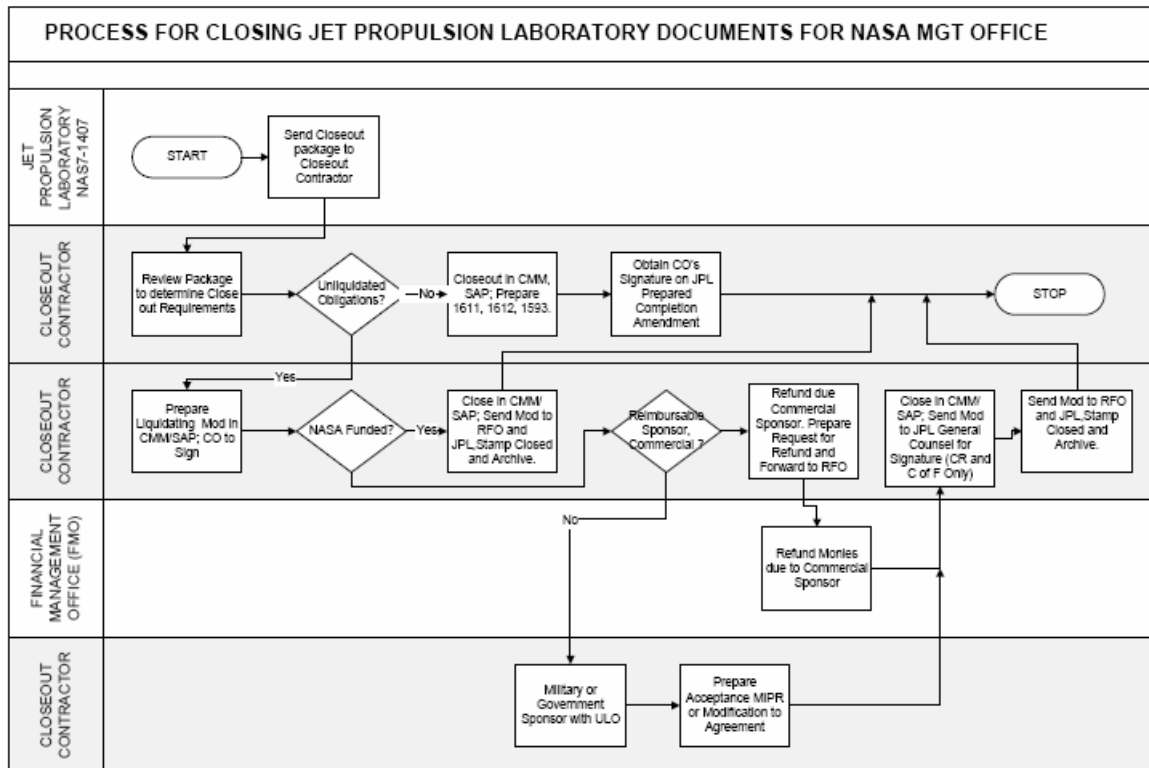 PROCESS FOR CLOSING JET PROPULSION LABORATORY DOCUMENTS FOR NASA MGT OFFICE
JET
PROPULSION
LABORATORY
NAS7-1407
START
Send Closeout
package to
Closeout
Contractor
CLOSEOUT
CONTRACTOR
Review Package
to determine Close
out Requirements
Unliquidated
Obligations?
No
Closeout in CMM,
SAP; Prepare
1611, 1612, 1593.
Obtain CO's
Signature on JPL
Prepared
Completion
Amendment
STOP
CLOSEOUT
CONTRACTOR
Yes
Prepare
Liquidating Mod in
CMM/SAP; CO to
Sign
NASA Funded?
Yes
Close in CMM/
SAP; Send Mod to
RFO and
JPL,Stamp Closed
and Archive.
Reimbursable
Sponsor,
Commercial ?
Refund due
Commercial
Sponsor. Prepare
Request for
Refund and
Forward to RFO
Close in CMM/
SAP; Send Mod
to JPL General
Counsel for
Signature (CR and
C of F Only)
Send Mod to RFO
and JPL,Stamp
Closed and
Archive.
FINANCIAL
MANAGEMENT
OFFICE (FMO)
No
Refund Monies
due to Commercial
Sponsor
CLOSEOUT
CONTRACTOR
Military or
Government
Sponsor with ULO
Prepare
Acceptance MIPR
or Modification to
Agreement